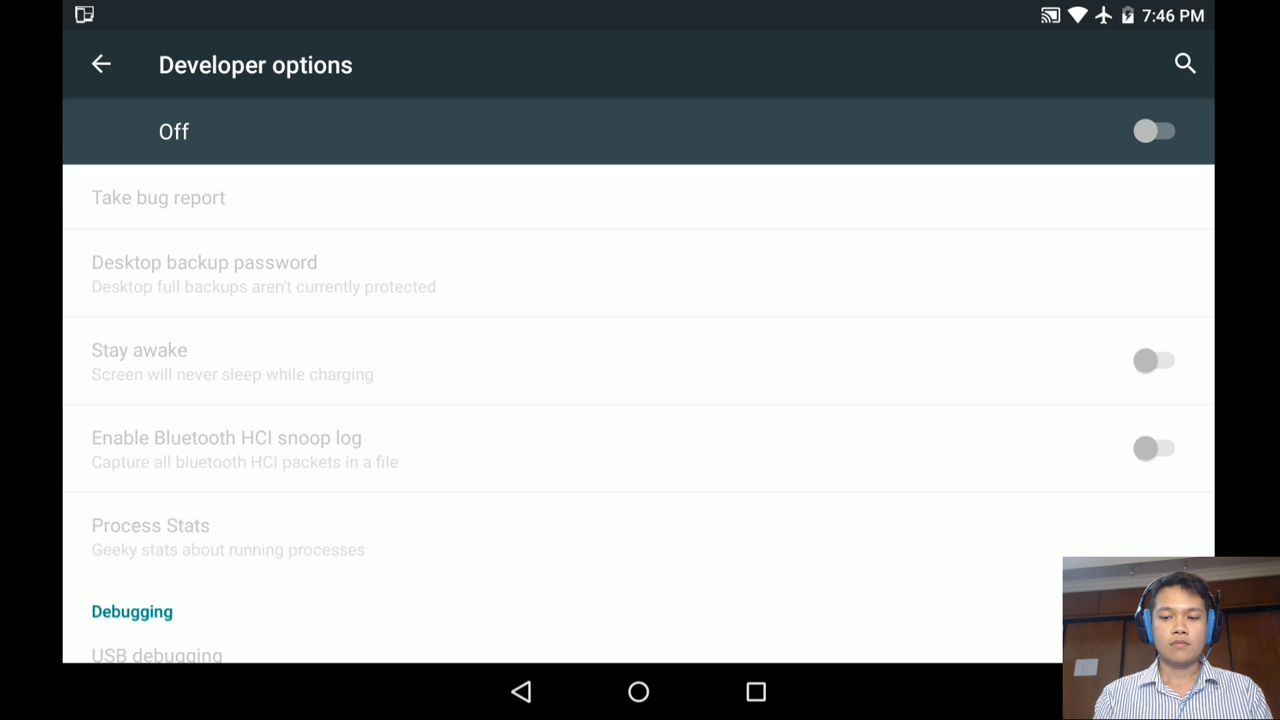 7:46 PM
Developer options
Off
Take bug report
Desktop backup password
Desktop full backups aren't currently protected
Stay awake
Screen will never sleep while charging
Enable Bluetooth HCI snoop log
Capture all bluetooth HCI packets in a file
Process Stats
Geeky stats about running processes
Debugging
USB debugging